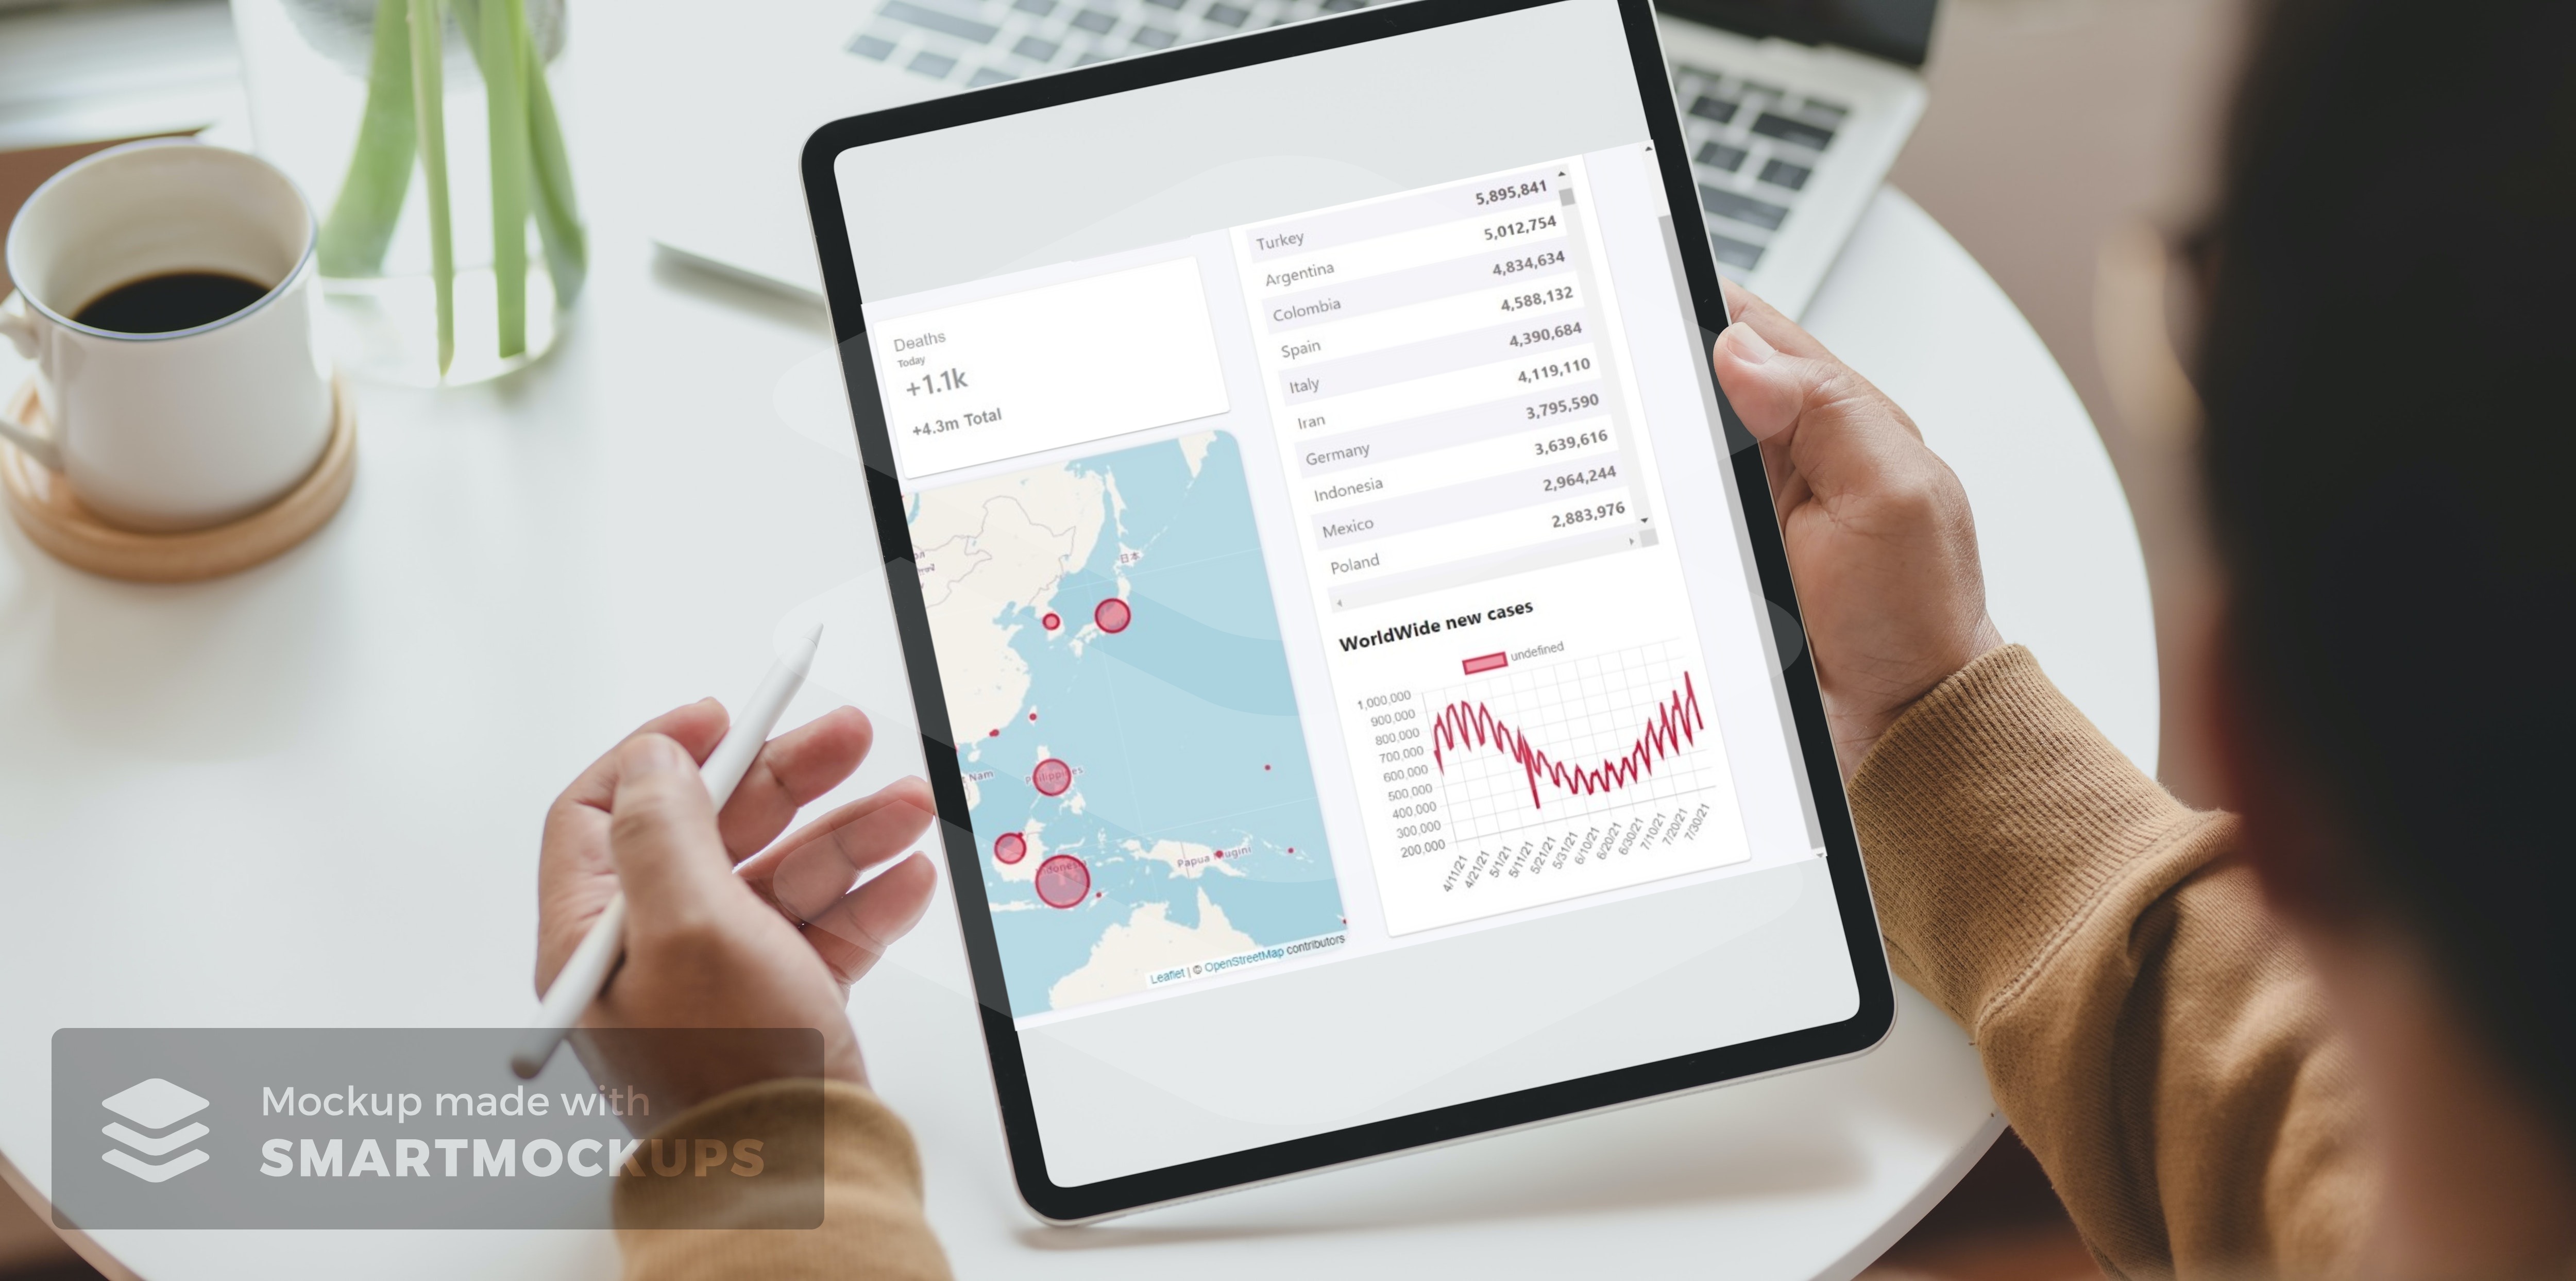 Deaths
Today
+1.1k
+4.3m Total
日本
Nam
Philippines
Leaflet | © OpenStreetMap contributors
Turkey 5,895,841
Argentina 5,012,754
Colombia 4,834,634
Spain 4,588,132
Italy 4,390,684
Iran 4,119,110
Germany 3,795,590
Indonesia 3,639,616
Mexico 2,964,244
Poland 2,883,976
WorldWide new cases
undefined
1,000,000
900,000
800,000
700,000
600,000
500,000
400,000
300,000
200,000
4/11/21
4/21/21
5/1/21
5/11/21
5/21/21
5/31/21
6/10/21
6/20/21
6/30/21
7/10/21
7/20/21
7/30/21
Mockup made with
SMARTMOCKUPS